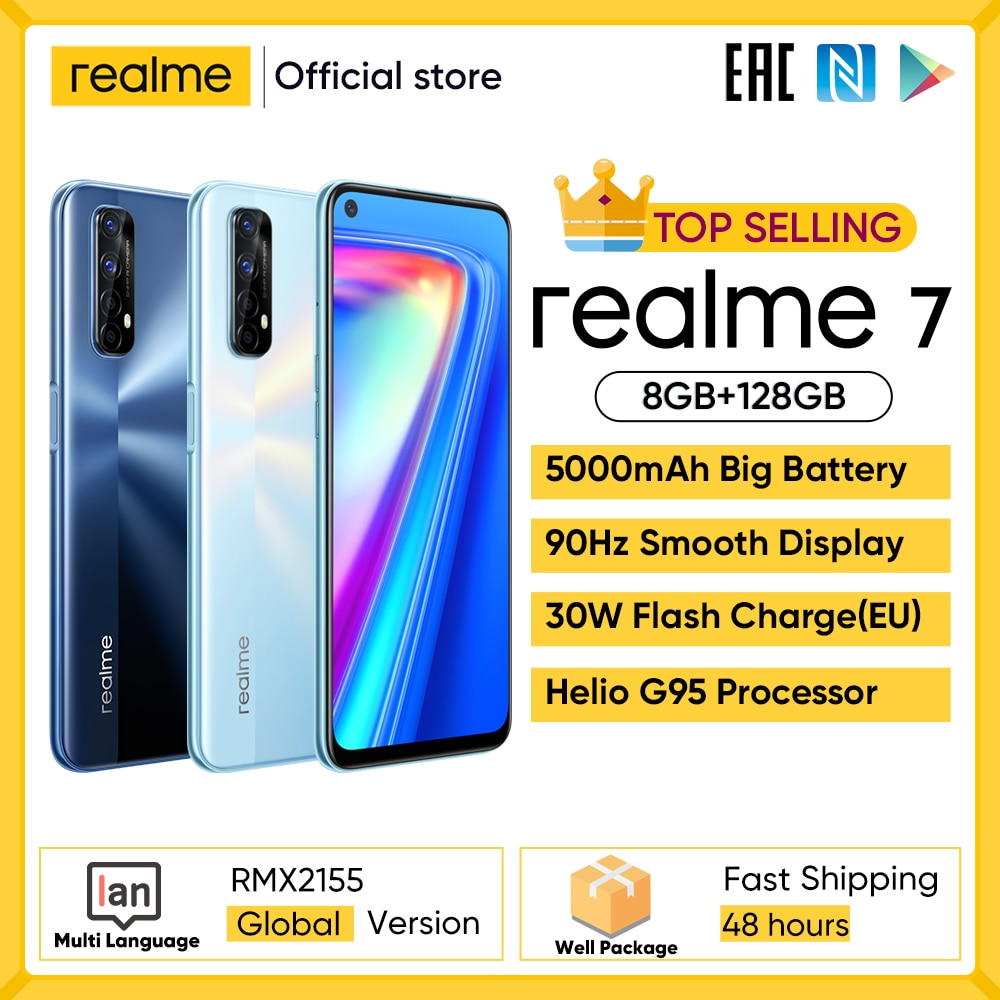 realme
Official store
EAC
TOP SELLING
realme 7
8GB+128GB
5000mAh Big Battery
90Hz Smooth Display
30W Flash Charge(EU)
Helio G95 Processor
realme
realme
lan
Multi Language
RMX2155
Global Version
Well Package
Fast Shipping
48 hours